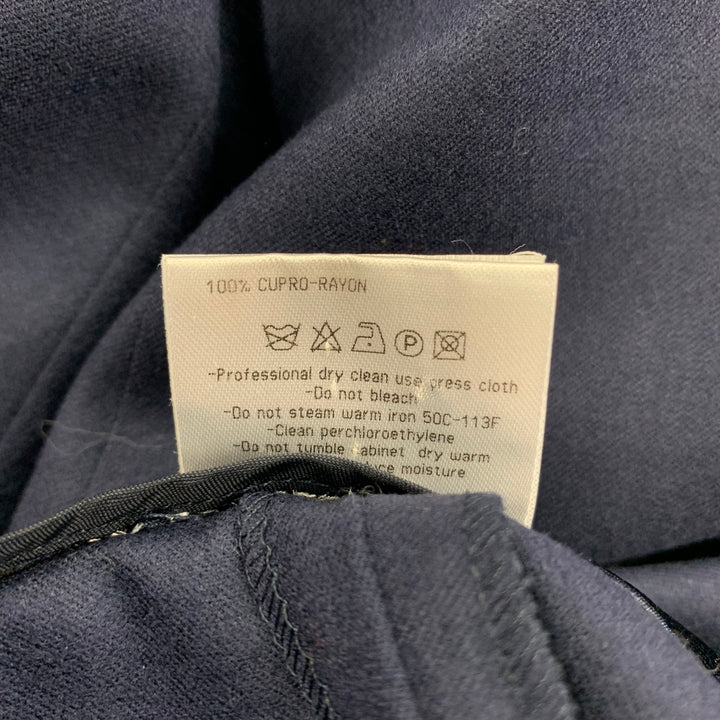 100% CUPRO-RAYON
P
-Professional dry clean use press cloth
-Do not bleach
-Do not steam warm iron 50C-113F
-Clean perchloroethylene
-Do not tumble cabinet dry warm
moisture